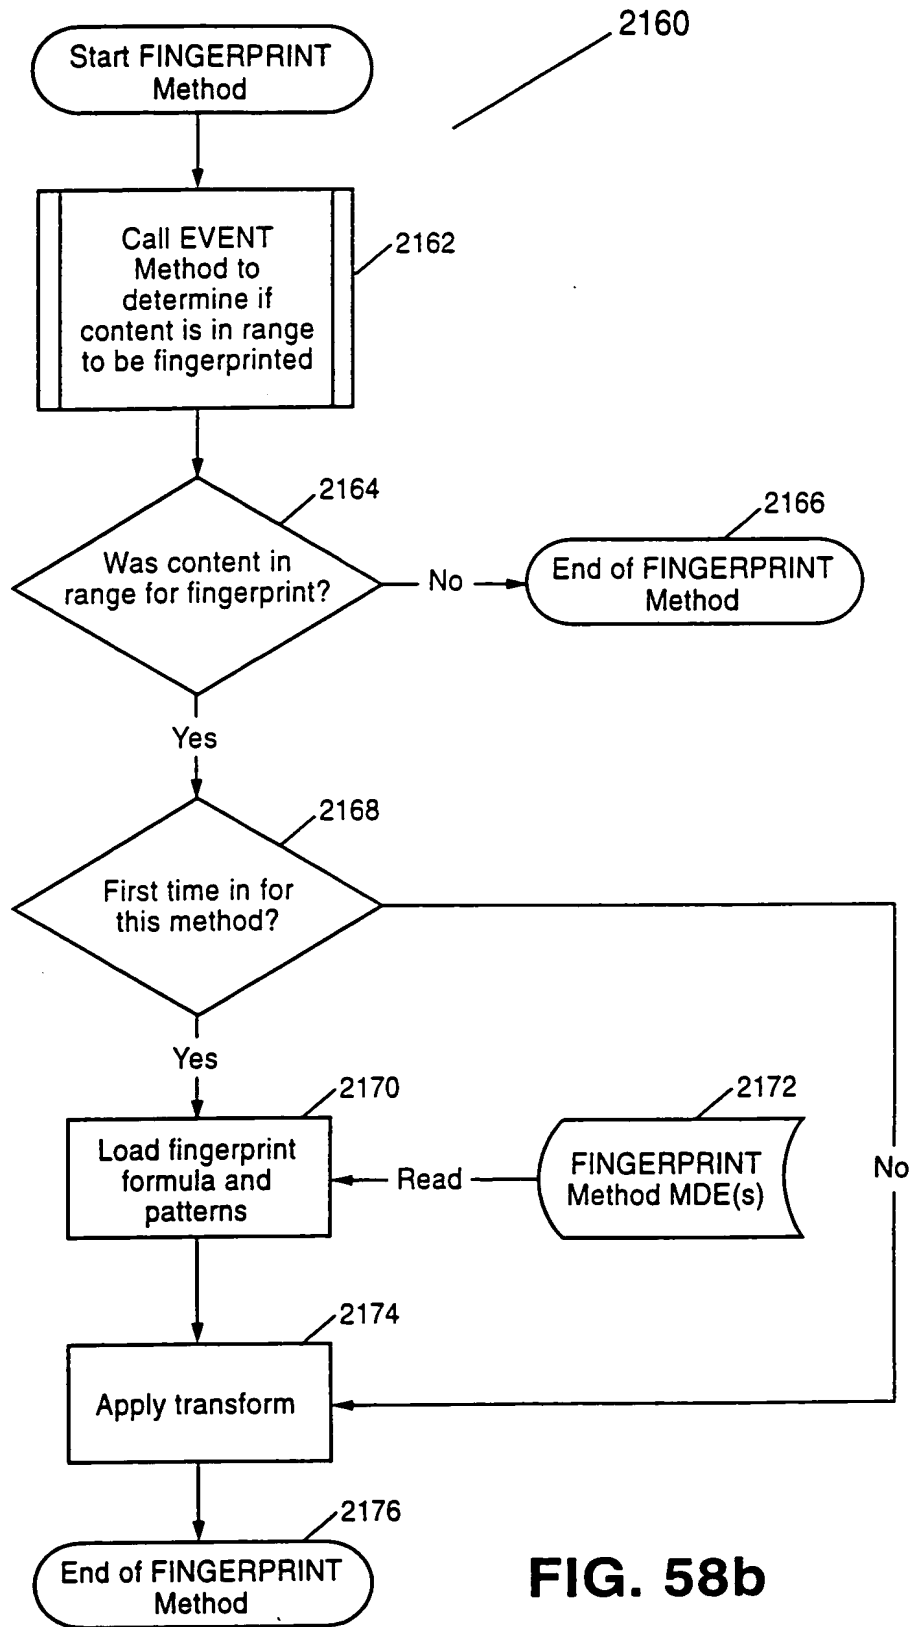 2160
Start FINGERPRINT
Method
Call EVENT
Method to
determine if
content is in range
to be fingerprinted
2162
2164
Was content in
range for fingerprint?
No
2166
End of FINGERPRINT
Method
Yes
2168
First time in for
this method?
Yes
2170
Load fingerprint
formula and
patterns
Read
2172
FINGERPRINT
Method MDE(s)
No
2174
Apply transform
2176
End of FINGERPRINT
Method
FIG. 58b